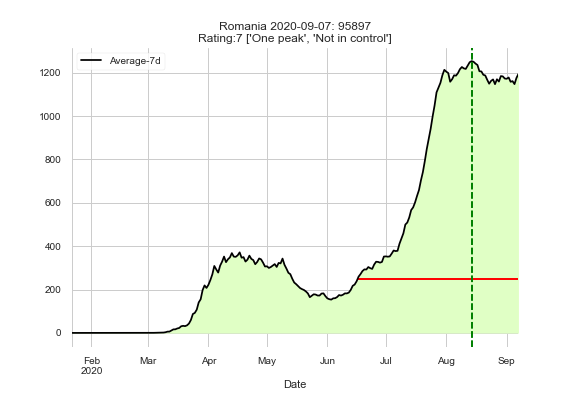 Romania 2020-09-07: 95897
Rating:7 ['One peak', 'Not in control']
Average-7d
1200
1000
800
600
400
200
0
Feb Mar Apr May Jun Jul Aug Sep
2020
Date